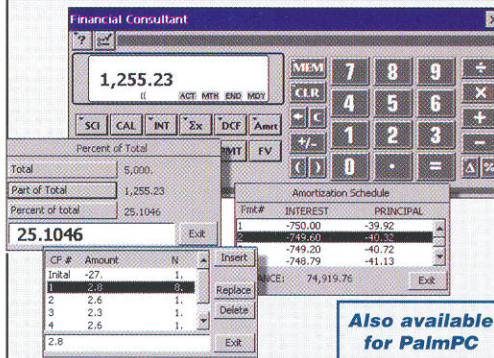 Financial Consultant
?
1,255.23
((
ACT MTH END MDY
MEM 7 8 9 ÷
CLR 4 5 6 ×
C +
+/- 1 2 3 −
( ) 0 · = Δ %
SCI CAL INT Σx DCF Amrt
PMT FV
Percent of Total
Total 5,000.
Part of Total 1,255.23
Percent of total 25.1046
25.1046 Exit
Amortization Schedule
Pmt# INTEREST PRINCIPAL
1 -750.00 -39.92
2 -749.60 -40.32
-749.20 -40.72
-748.79 -41.13
ANCE: 74,919.76 Exit
CF # Amount N Insert
Inital -27. 1.
1 2.8 8. Replace
2 2.6 1.
3 2.3 1. Delete
4 2.6 1.
2.8 Exit
Also available
for PalmPC